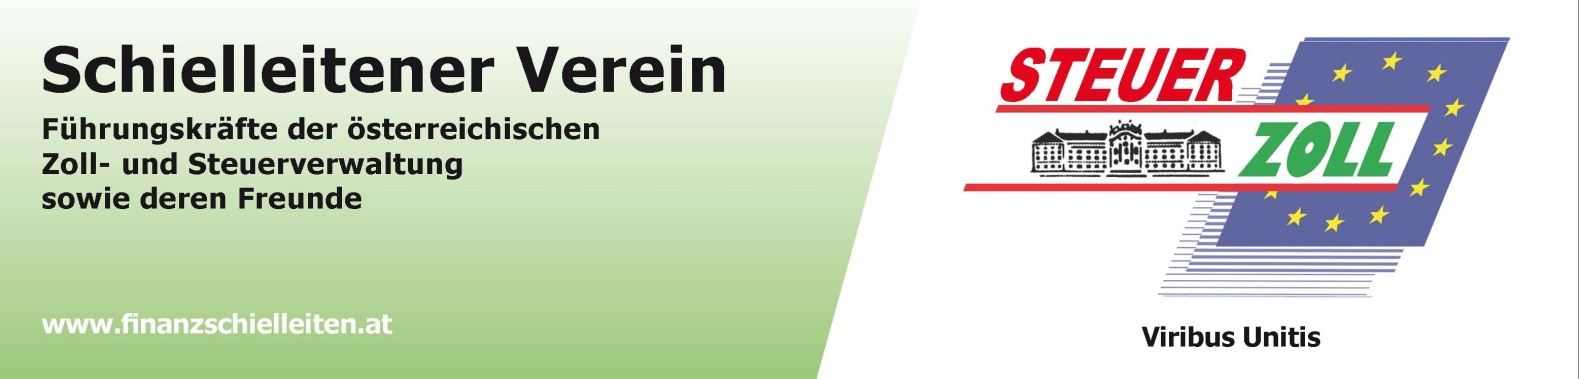 Schielleitener Verein
Führungskräfte der österreichischen
Zoll- und Steuerverwaltung
sowie deren Freunde
www.finanzschielleiten.at
STEUER
ZOLL
Viribus Unitis